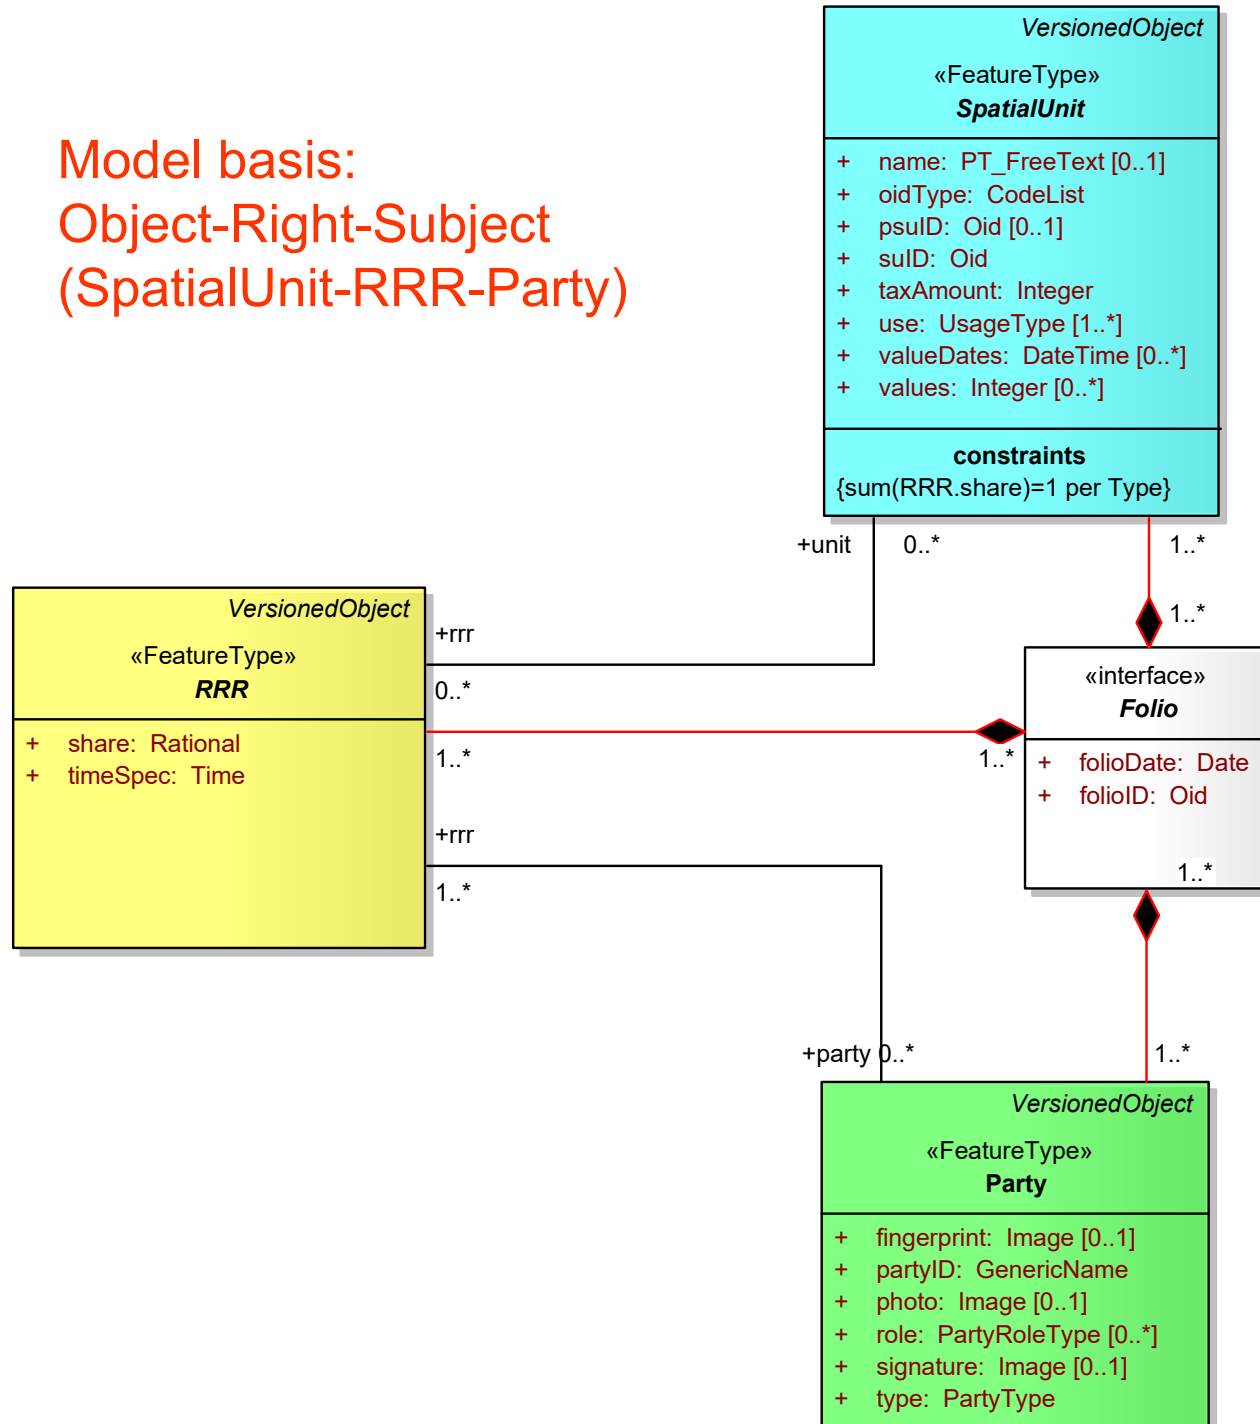 Model basis:
Object-Right-Subject
(SpatialUnit-RRR-Party)
VersionedObject
«FeatureType»
SpatialUnit
+ name: PT_FreeText [0..1]
+ oidType: CodeList
+ psuID: Oid [0..1]
+ suID: Oid
+ taxAmount: Integer
+ use: UsageType [1..*]
+ valueDates: DateTime [0..*]
+ values: Integer [0..*]
constraints
{sum(RRR.share)=1 per Type}
+unit 0..*
1..*
1..*
VersionedObject
«FeatureType»
RRR
+ share: Rational
+ timeSpec: Time
+rrr
0..*
1..*
1..*
+rrr
1..*
«interface»
Folio
+ folioDate: Date
+ folioID: Oid
1..*
+party 0..*
1..*
VersionedObject
«FeatureType»
Party
+ fingerprint: Image [0..1]
+ partyID: GenericName
+ photo: Image [0..1]
+ role: PartyRoleType [0..*]
+ signature: Image [0..1]
+ type: PartyType